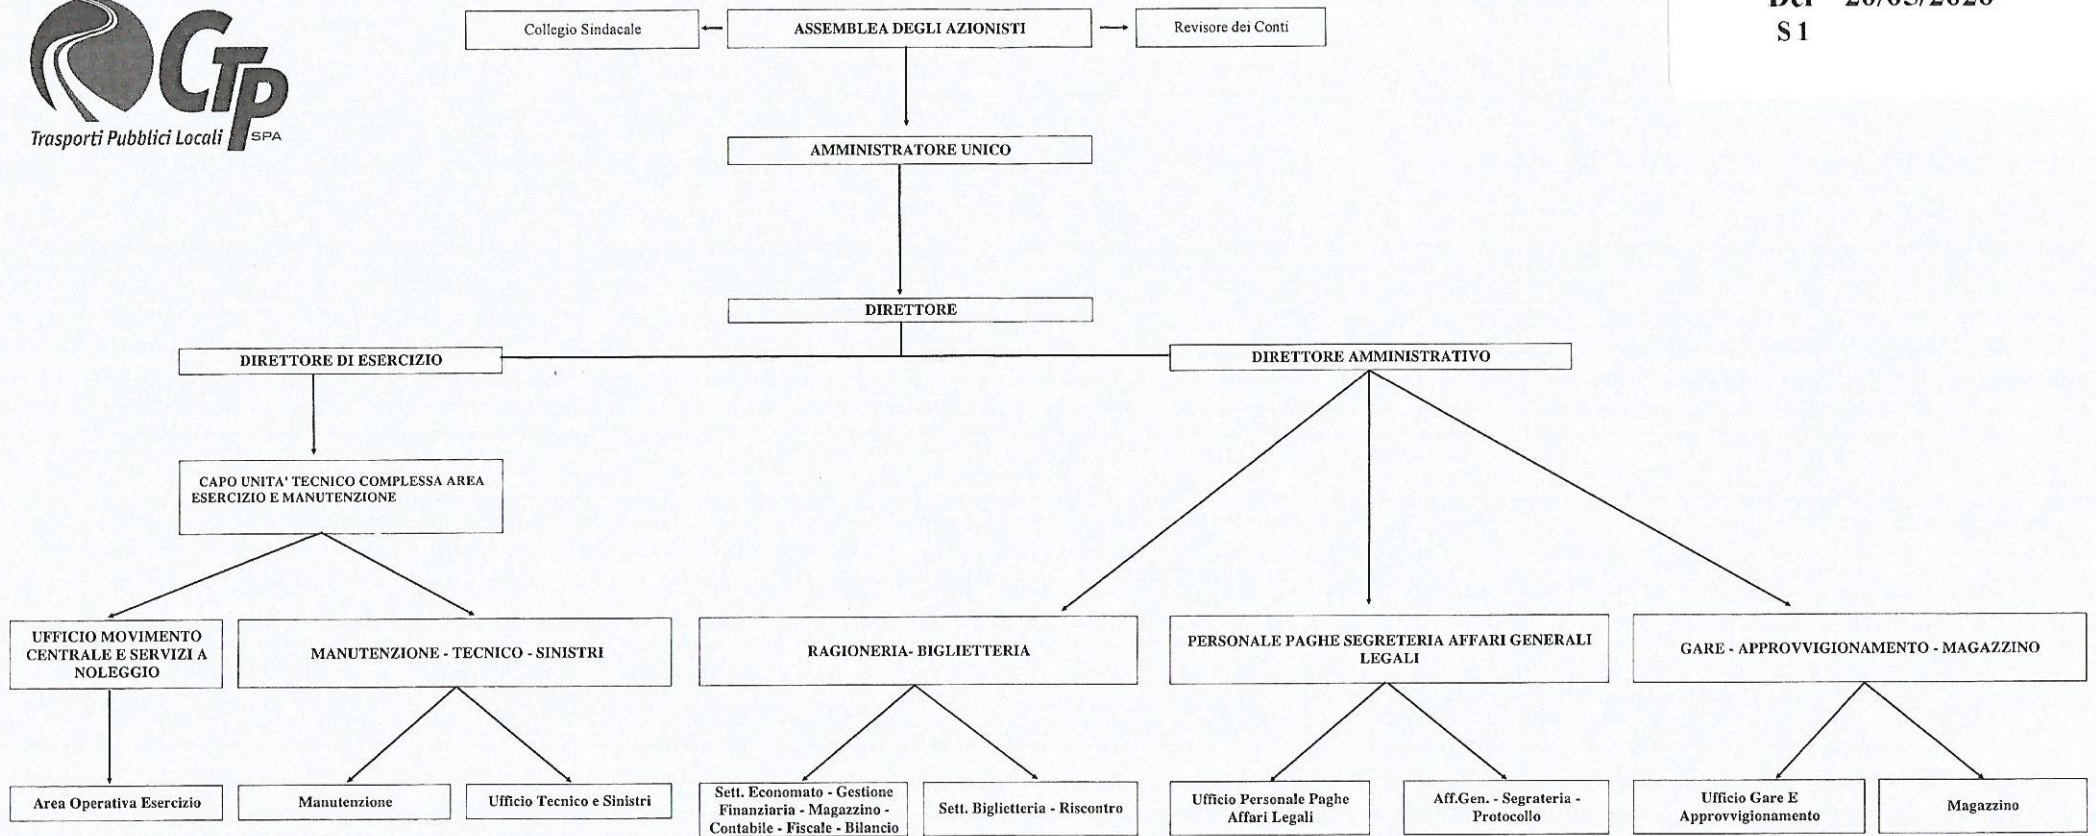 S 1
CTP
Trasporti Pubblici Locali SPA
Collegio Sindacale
ASSEMBLEA DEGLI AZIONISTI
Revisore dei Conti
AMMINISTRATORE UNICO
DIRETTORE
DIRETTORE DI ESERCIZIO
DIRETTORE AMMINISTRATIVO
CAPO UNITA' TECNICO COMPLESSA AREA
ESERCIZIO E MANUTENZIONE
UFFICIO MOVIMENTO
CENTRALE E SERVIZI A
NOLEGGIO
MANUTENZIONE - TECNICO - SINISTRI
RAGIONERIA- BIGLIETTERIA
PERSONALE PAGHE SEGRETERIA AFFARI GENERALI
LEGALI
GARE - APPROVVIGIONAMENTO - MAGAZZINO
Area Operativa Esercizio
Manutenzione
Ufficio Tecnico e Sinistri
Sett. Economato - Gestione
Finanziaria - Magazzino -
Contabile - Fiscale - Bilancio
Sett. Biglietteria - Riscontro
Ufficio Personale Paghe
Affari Legali
Aff.Gen. - Segrateria -
Protocollo
Ufficio Gare E
Approvvigionamento
Magazzino